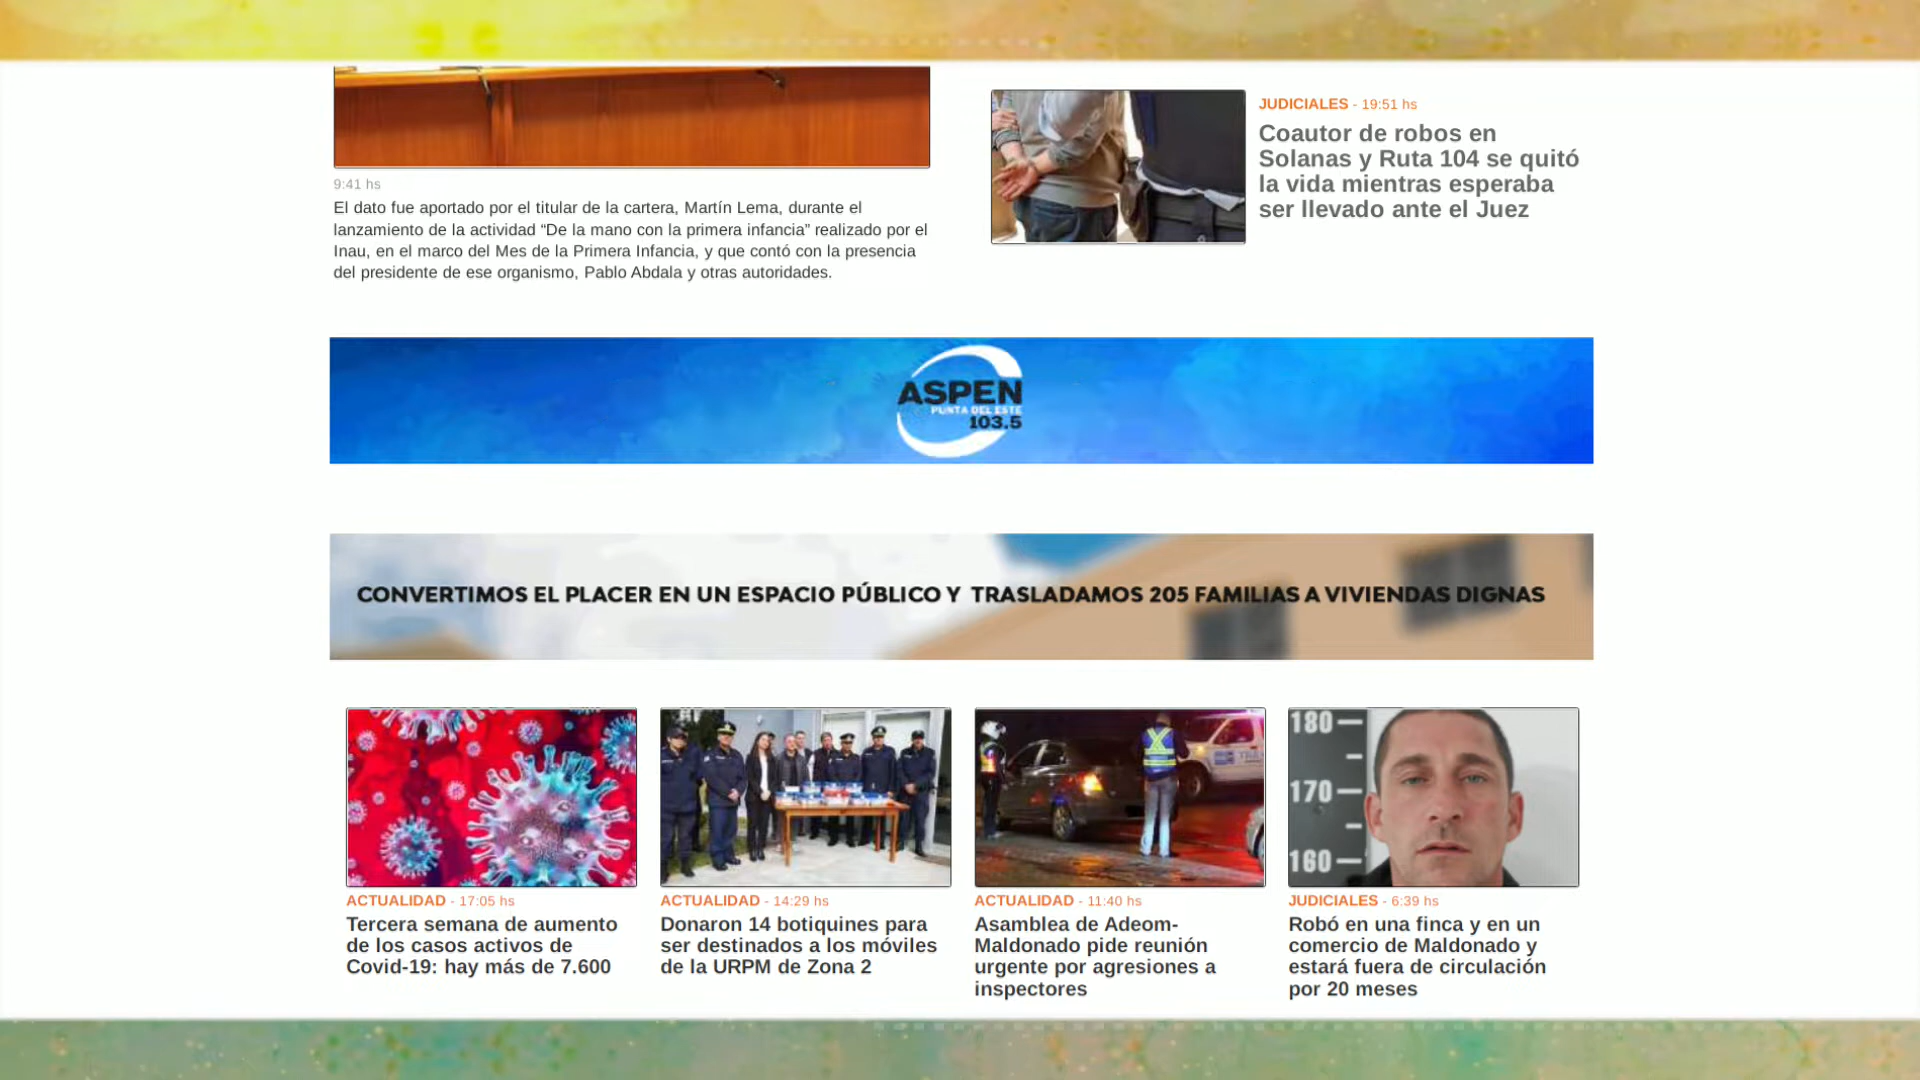 9:41 hs
El dato fue aportado por el titular de la cartera, Martín Lema, durante el
lanzamiento de la actividad “De la mano con la primera infancia” realizado por el
Inau, en el marco del Mes de la Primera Infancia, y que contó con la presencia
del presidente de ese organismo, Pablo Abdala y otras autoridades.
JUDICIALES - 19:51 hs
Coautor de robos en
Solanas y Ruta 104 se quitó
la vida mientras esperaba
ser llevado ante el Juez
ASPEN
PUNTA DEL ESTE
103.5
CONVERTIMOS EL PLACER EN UN ESPACIO PÚBLICO Y TRASLADAMOS 205 FAMILIAS A VIVIENDAS DIGNAS
ACTUALIDAD - 17:05 hs
Tercera semana de aumento
de los casos activos de
Covid-19: hay más de 7.600
ACTUALIDAD - 14:29 hs
Donaron 14 botiquines para
ser destinados a los móviles
de la URPM de Zona 2
ACTUALIDAD - 11:40 hs
Asamblea de Adeom-
Maldonado pide reunión
urgente por agresiones a
inspectores
180
170
160
JUDICIALES - 6:39 hs
Robó en una finca y en un
comercio de Maldonado y
estará fuera de circulación
por 20 meses